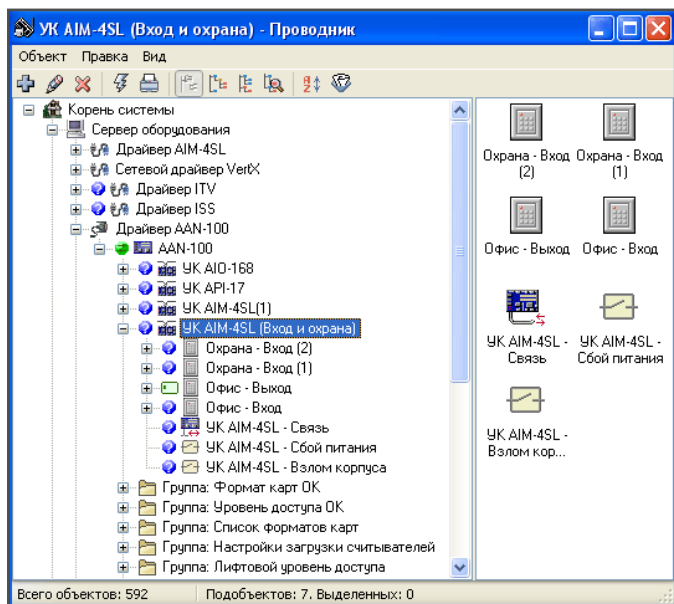 УК AIM-4SL (Вход и охрана) - Проводник
Объект Правка Вид
Корень системы
Сервер оборудования
Драйвер AIM-4SL
Сетевой драйвер VertX
Драйвер ITV
Драйвер ISS
Драйвер AAN-100
AAN-100
УК AIO-168
УК API-17
УК AIM-4SL(1)
УК AIM-4SL (Вход и охрана)
Охрана - Вход (2)
Охрана - Вход (1)
Офис - Выход
Офис - Вход
УК AIM-4SL - Связь
УК AIM-4SL - Сбой питания
УК AIM-4SL - Взлом корпуса
Группа: Формат карт ОК
Группа: Уровень доступа ОК
Группа: Список форматов карт
Группа: Настройки загрузки считывателей
Группа: Лифтовой уровень доступа
Охрана - Вход (2)
Охрана - Вход (1)
Офис - Выход
Офис - Вход
УК AIM-4SL - Связь
УК AIM-4SL - Сбой питания
УК AIM-4SL - Взлом кор...
Всего объектов: 592
Подобъектов: 7. Выделенных: 0